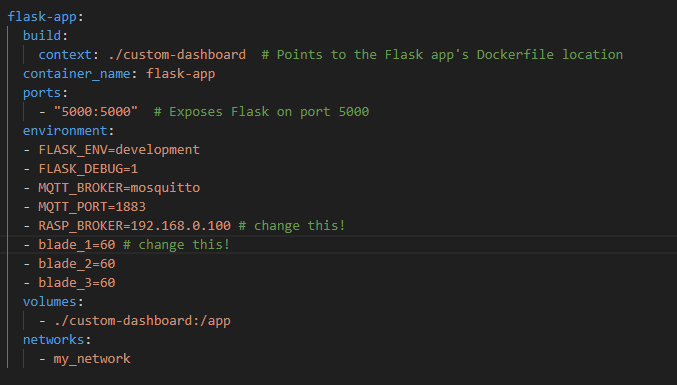 flask-app:
build:
context: ./custom-dashboard  # Points to the Flask app's Dockerfile location
container_name: flask-app
ports:
- "5000:5000"  # Exposes Flask on port 5000
environment:
- FLASK_ENV=development
- FLASK_DEBUG=1
- MQTT_BROKER=mosquitto
- MQTT_PORT=1883
- RASP_BROKER=192.168.0.100 # change this!
- blade_1=60 # change this!
- blade_2=60
- blade_3=60
volumes:
- ./custom-dashboard:/app
networks:
- my_network